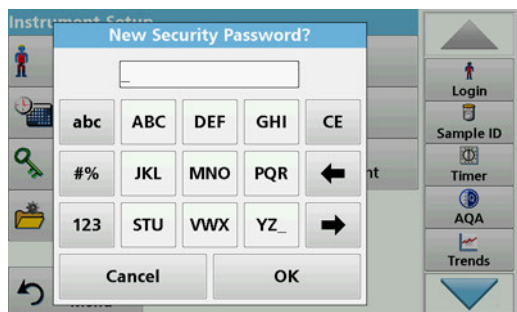 Instrument Setup
New Security Password?
_
abc ABC DEF GHI CE
#% JKL MNO PQR
123 STU VWX YZ_
Cancel OK
nt
Menu
Login
Sample ID
Timer
AQA
Trends